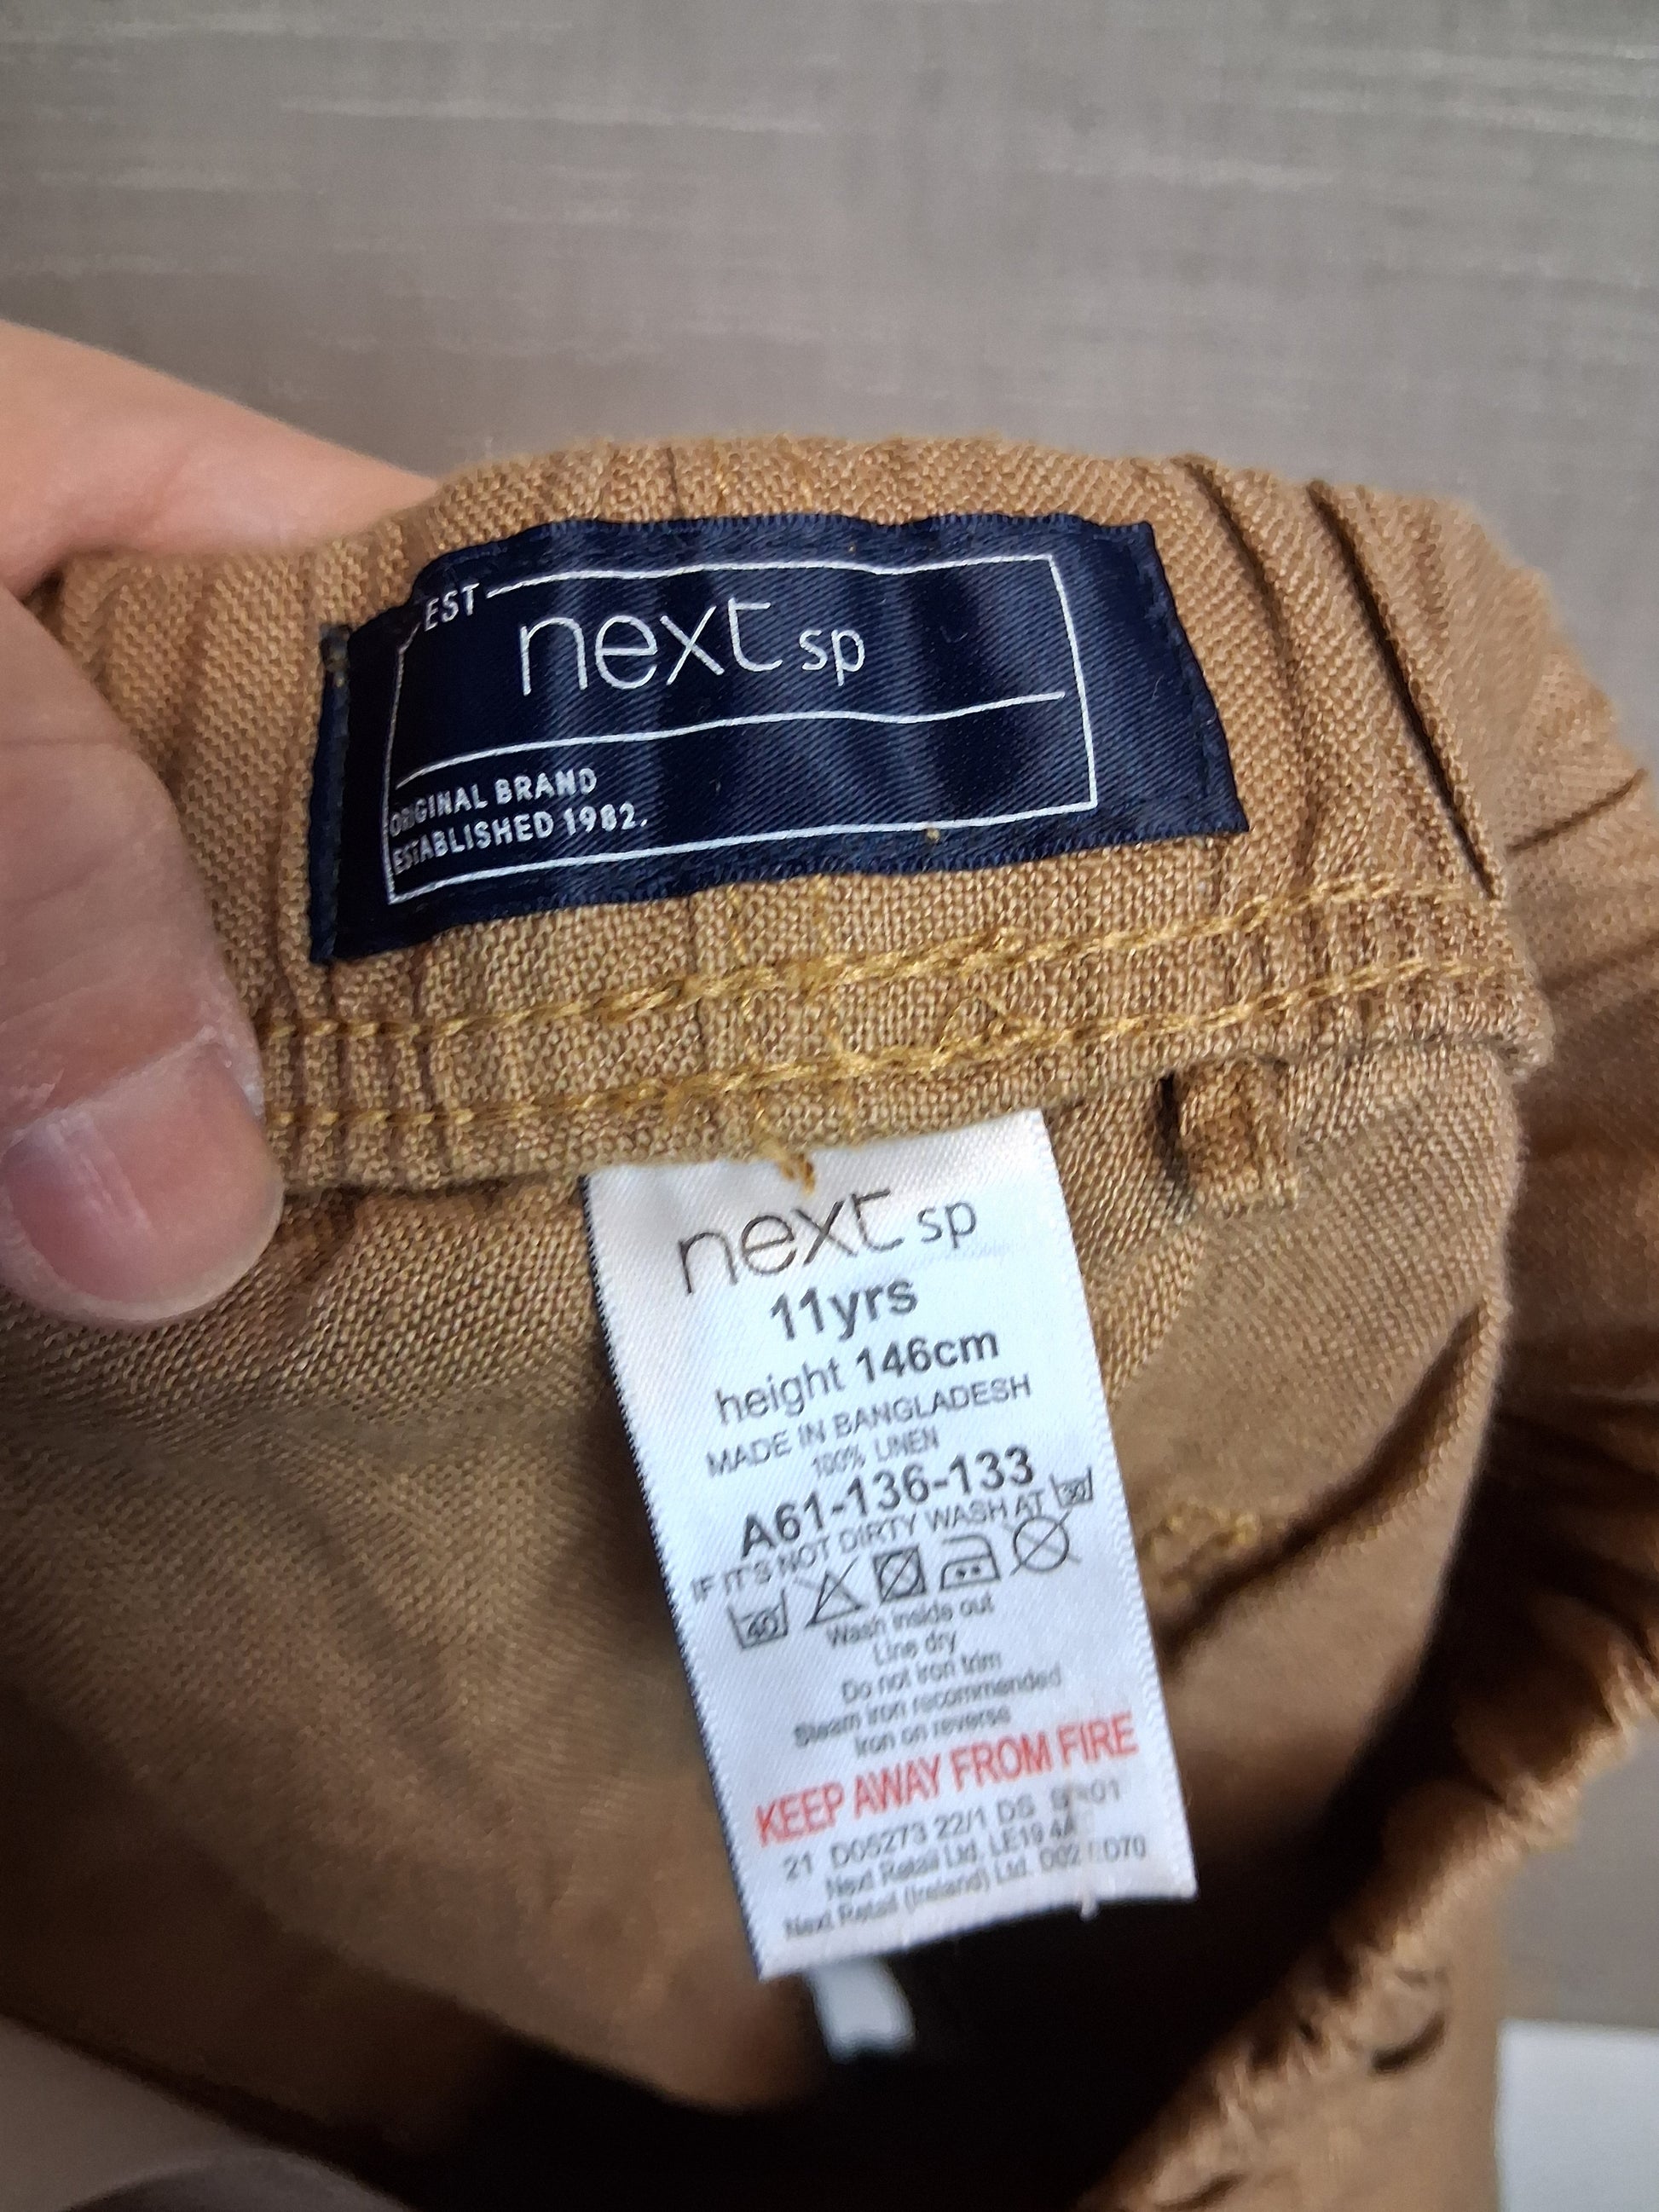 EST
next sp
ORIGINAL BRAND
ESTABLISHED 1982.
next sp
11yrs
height 146cm
MADE IN BANGLADESH
100% LINEN
A61-136-133
IF IT'S NOT DIRTY WASH AT 30
40
Wash inside out
Line dry
Do not iron trim
Steam iron recommended
Iron on reverse
KEEP AWAY FROM FIRE
21 D05273 22/1 DS
Next Retail Ltd. LE19 4A
Next Retail (Ireland) Ltd. D02